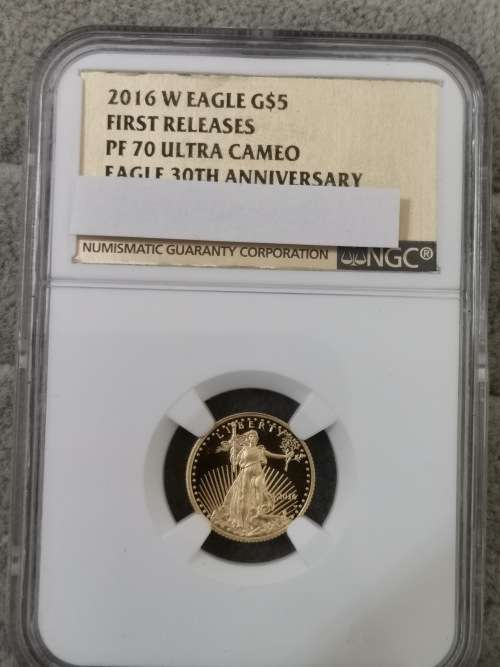 2016 W EAGLE G$5
FIRST RELEASES
PF 70 ULTRA CAMEO
EAGLE 30TH ANNIVERSARY
NUMISMATIC GUARANTY CORPORATION NGC®
LIBERTY
2016